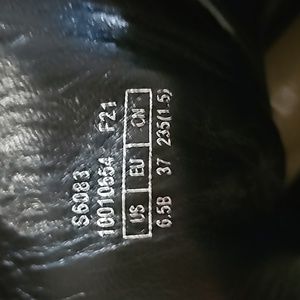 S6083
10010654 F21
US | EU | CN
6.5B 37 235(1-5)